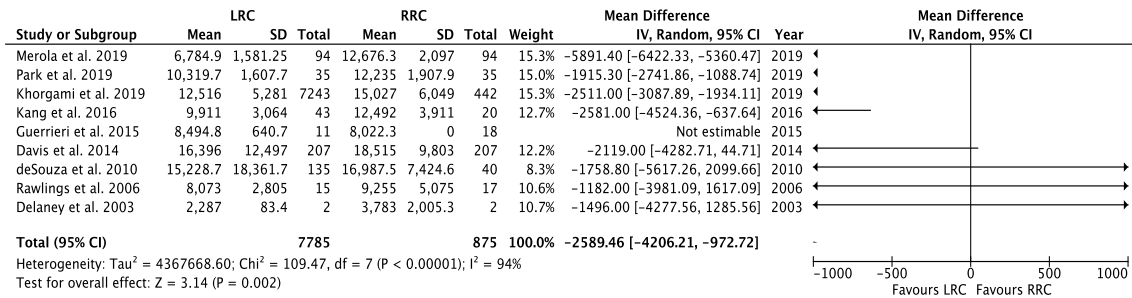 LRC RRC Mean Difference Mean Difference
Study or Subgroup Mean SD Total Mean SD Total Weight IV, Random, 95% CI Year IV, Random, 95% CI
Merola et al. 2019 6,784.9 1,581.25 94 12,676.3 2,097 94 15.3% −5891.40 [−6422.33, −5360.47] 2019
Park et al. 2019 10,319.7 1,607.7 35 12,235 1,907.9 35 15.0% −1915.30 [−2741.86, −1088.74] 2019
Khorgami et al. 2019 12,516 5,281 7243 15,027 6,049 442 15.3% −2511.00 [−3087.89, −1934.11] 2019
Kang et al. 2016 9,911 3,064 43 12,492 3,911 20 12.7% −2581.00 [−4524.36, −637.64] 2016
Guerrieri et al. 2015 8,494.8 640.7 11 8,022.3 0 18 Not estimable 2015
Davis et al. 2014 16,396 12,497 207 18,515 9,803 207 12.2% −2119.00 [−4282.71, 44.71] 2014
deSouza et al. 2010 15,228.7 18,361.7 135 16,987.5 7,424.6 40 8.3% −1758.80 [−5617.26, 2099.66] 2010
Rawlings et al. 2006 8,073 2,805 15 9,255 5,075 17 10.6% −1182.00 [−3981.09, 1617.09] 2006
Delaney et al. 2003 2,287 83.4 2 3,783 2,005.3 2 10.7% −1496.00 [−4277.56, 1285.56] 2003
Total (95% CI) 7785 875 100.0% −2589.46 [−4206.21, −972.72]
Heterogeneity: Tau² = 4367668.60; Chi² = 109.47, df = 7 (P < 0.00001); I² = 94%
Test for overall effect: Z = 3.14 (P = 0.002)
−1000 −500 0 500 1000
Favours LRC Favours RRC